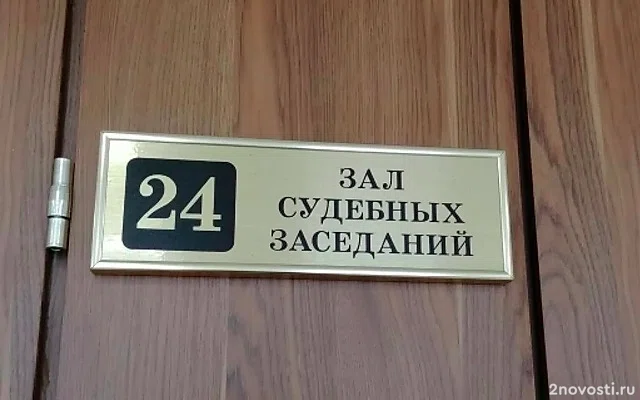 24
ЗАЛ
СУДЕБНЫХ
ЗАСЕДАНИЙ
2novosti.ru